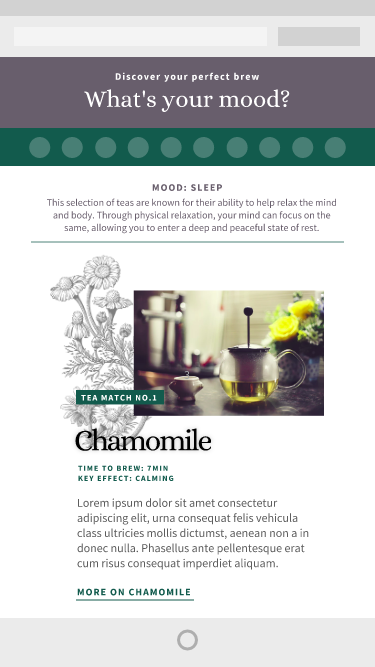 Discover your perfect brew
What's your mood?
MOOD: SLEEP
This selection of teas are known for their ability to help relax the mind
and body. Through physical relaxation, your mind can focus on the
same, allowing you to enter a deep and peaceful state of rest.
TEA MATCH NO.1
Chamomile
TIME TO BREW: 7MIN
KEY EFFECT: CALMING
Lorem ipsum dolor sit amet consectetur
adipiscing elit, urna consequat felis vehicula
class ultricies mollis dictumst, aenean non a in
donec nulla. Phasellus ante pellentesque erat
cum risus consequat imperdiet aliquam.
MORE ON CHAMOMILE